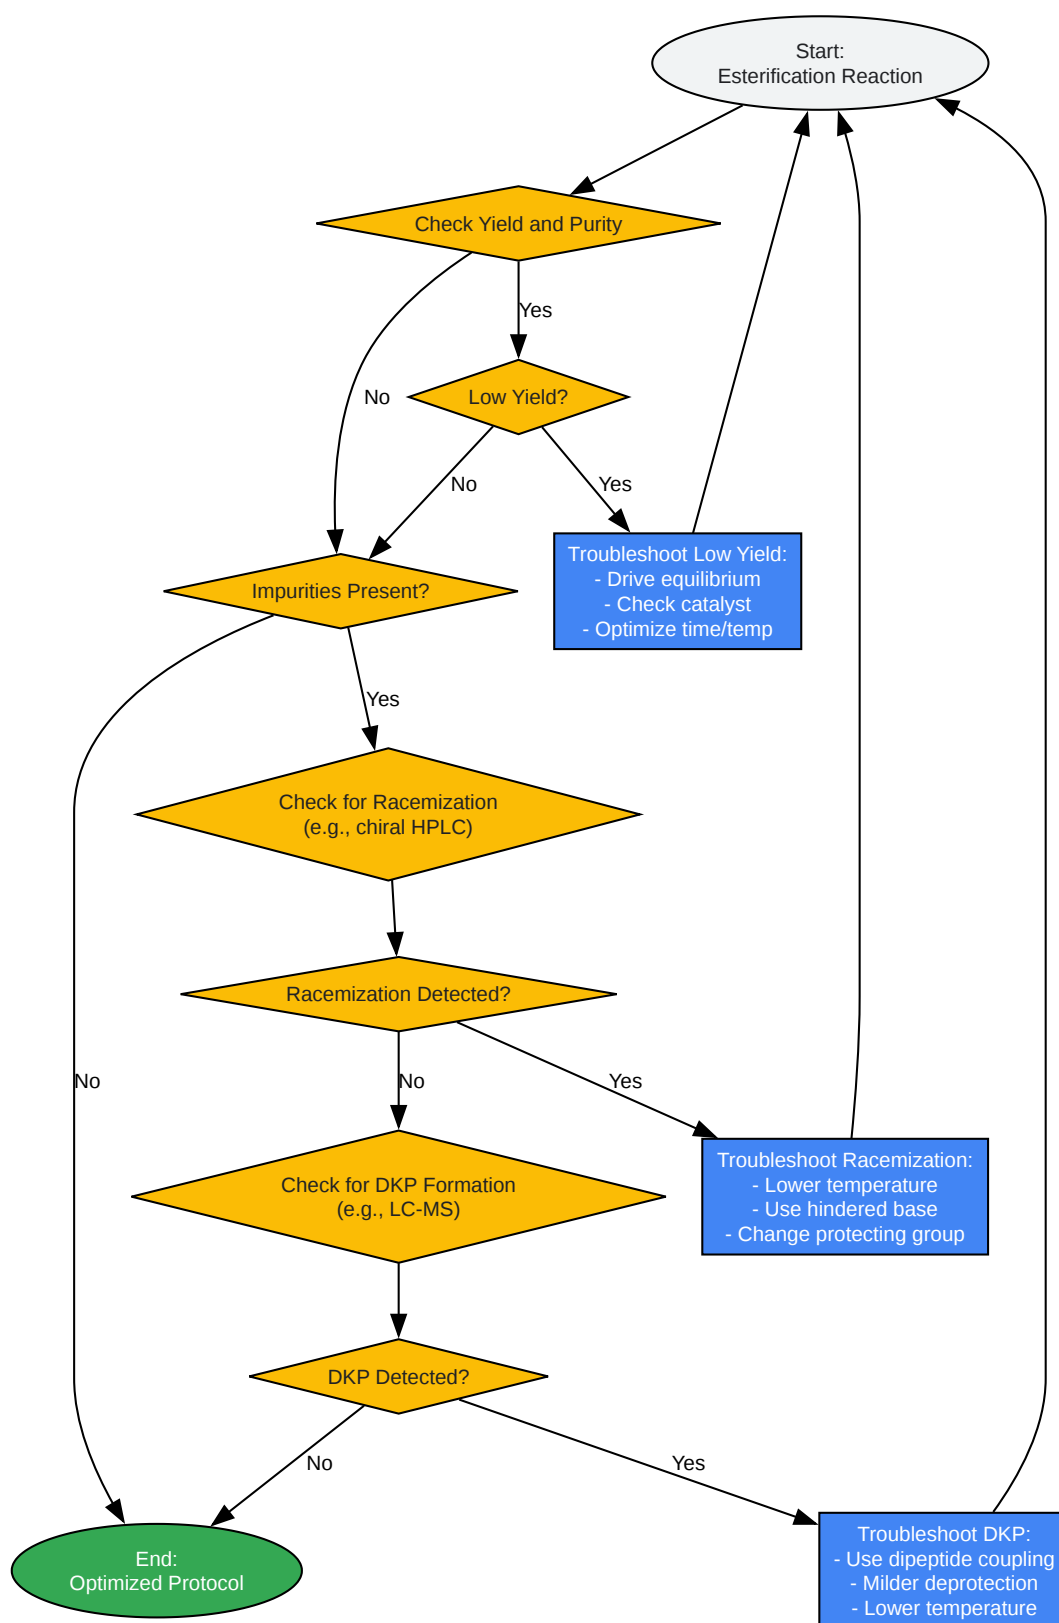 Start:
Esterification Reaction
Check Yield and Purity
Yes
No
Low Yield?
No
Yes
Troubleshoot Low Yield:
- Drive equilibrium
- Check catalyst
- Optimize time/temp
Impurities Present?
Yes
Check for Racemization
(e.g., chiral HPLC)
Racemization Detected?
No
No
Yes
Troubleshoot Racemization:
- Lower temperature
- Use hindered base
- Change protecting group
Check for DKP Formation
(e.g., LC-MS)
DKP Detected?
No
Yes
End:
Optimized Protocol
Troubleshoot DKP:
- Use dipeptide coupling
- Milder deprotection
- Lower temperature